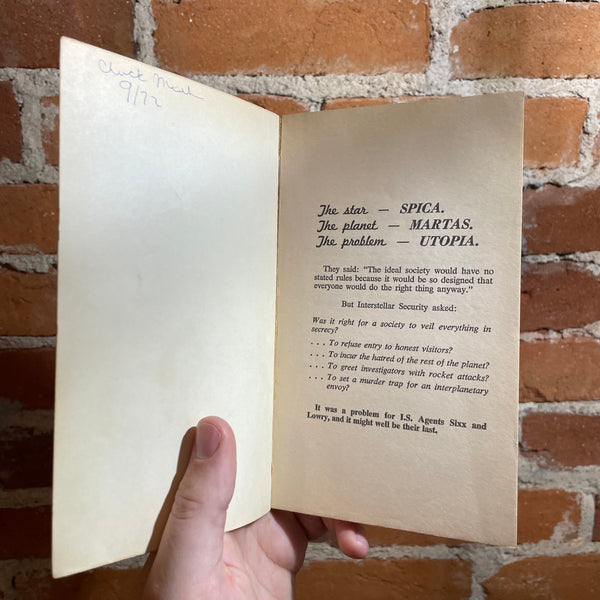 Chuck
9/72
The star — SPICA.
The planet — MARTAS.
The problem — UTOPIA.
They said: "The ideal society would have no
stated rules because it would be so designed that
everyone would do the right thing anyway."
But Interstellar Security asked:
Was it right for a society to veil everything in
secrecy?
. . . To refuse entry to honest visitors?
. . . To incur the hatred of the rest of the planet?
. . . To greet investigators with rocket attacks?
. . . To set a murder trap for an interplanetary
envoy?
It was a problem for I.S. Agents Sixx and
Lowry, and it might well be their last.